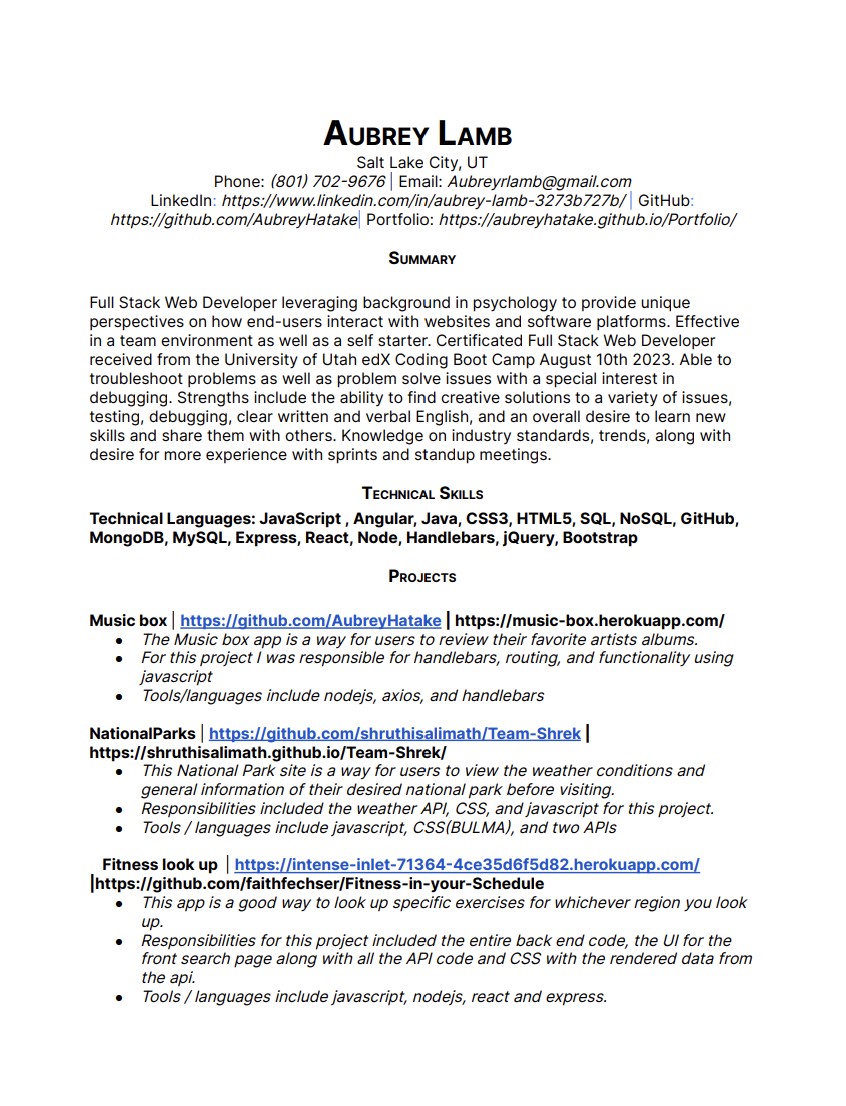 AUBREY LAMB
Salt Lake City, UT
Phone: (801) 702-9676 | Email: Aubreyrlamb@gmail.com
LinkedIn: https://www.linkedin.com/in/aubrey-lamb-3273b727b/ | GitHub:
https://github.com/AubreyHatake| Portfolio: https://aubreyhatake.github.io/Portfolio/
SUMMARY
Full Stack Web Developer leveraging background in psychology to provide unique
perspectives on how end-users interact with websites and software platforms. Effective
in a team environment as well as a self starter. Certificated Full Stack Web Developer
received from the University of Utah edX Coding Boot Camp August 10th 2023. Able to
troubleshoot problems as well as problem solve issues with a special interest in
debugging. Strengths include the ability to find creative solutions to a variety of issues,
testing, debugging, clear written and verbal English, and an overall desire to learn new
skills and share them with others. Knowledge on industry standards, trends, along with
desire for more experience with sprints and standup meetings.
TECHNICAL SKILLS
Technical Languages: JavaScript , Angular, Java, CSS3, HTML5, SQL, NoSQL, GitHub,
MongoDB, MySQL, Express, React, Node, Handlebars, jQuery, Bootstrap
PROJECTS
Music box | https://github.com/AubreyHatake | https://music-box.herokuapp.com/
● The Music box app is a way for users to review their favorite artists albums.
● For this project I was responsible for handlebars, routing, and functionality using
javascript
● Tools/languages include nodejs, axios, and handlebars
NationalParks | https://github.com/shruthisalimath/Team-Shrek |
https://shruthisalimath.github.io/Team-Shrek/
● This National Park site is a way for users to view the weather conditions and
general information of their desired national park before visiting.
● Responsibilities included the weather API, CSS, and javascript for this project.
● Tools / languages include javascript, CSS(BULMA), and two APIs
Fitness look up | https://intense-inlet-71364-4ce35d6f5d82.herokuapp.com/
|https://github.com/faithfechser/Fitness-in-your-Schedule
● This app is a good way to look up specific exercises for whichever region you look
up.
● Responsibilities for this project included the entire back end code, the UI for the
front search page along with all the API code and CSS with the rendered data from
the api.
● Tools / languages include javascript, nodejs, react and express.